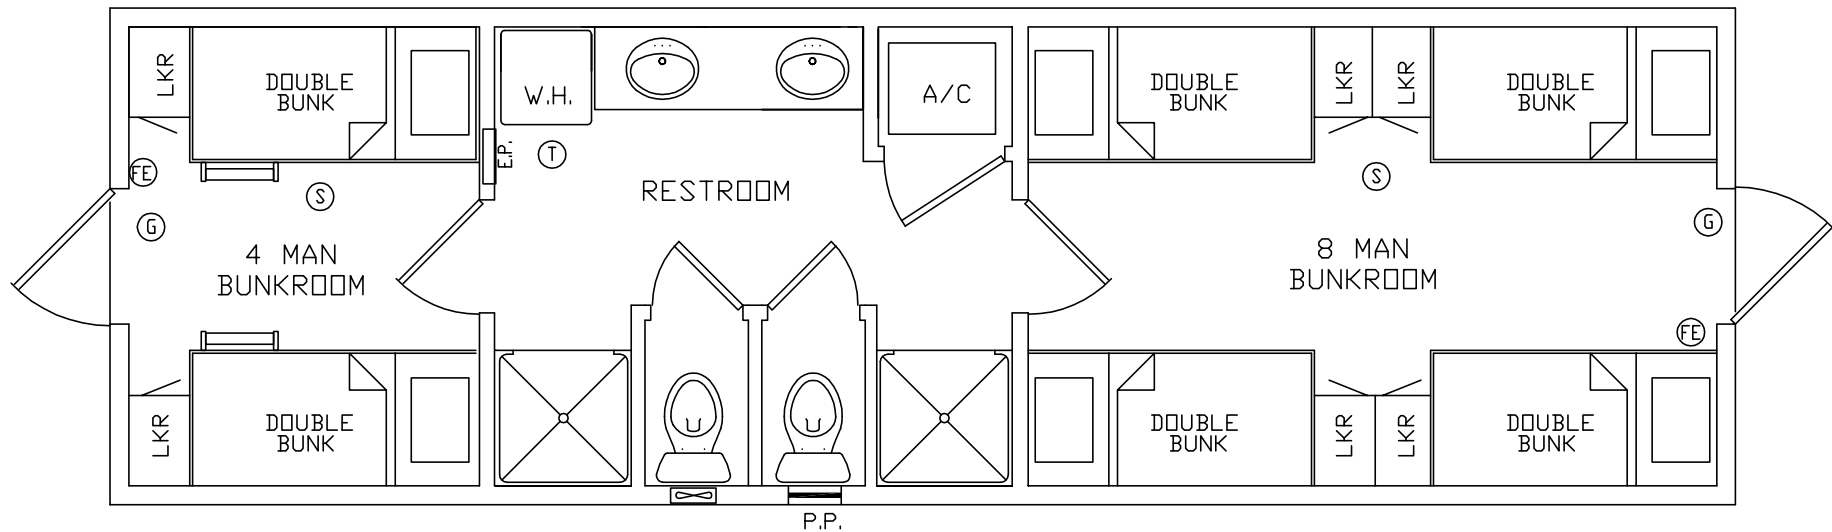 LKR
DOUBLE
BUNK
W.H.
A/C
DOUBLE
BUNK
LKR
LKR
DOUBLE
BUNK
E.P.
T
FE
S
RESTROOM
S
G
G
4 MAN
BUNKROOM
8 MAN
BUNKROOM
FE
LKR
DOUBLE
BUNK
DOUBLE
BUNK
LKR
LKR
DOUBLE
BUNK
P.P.